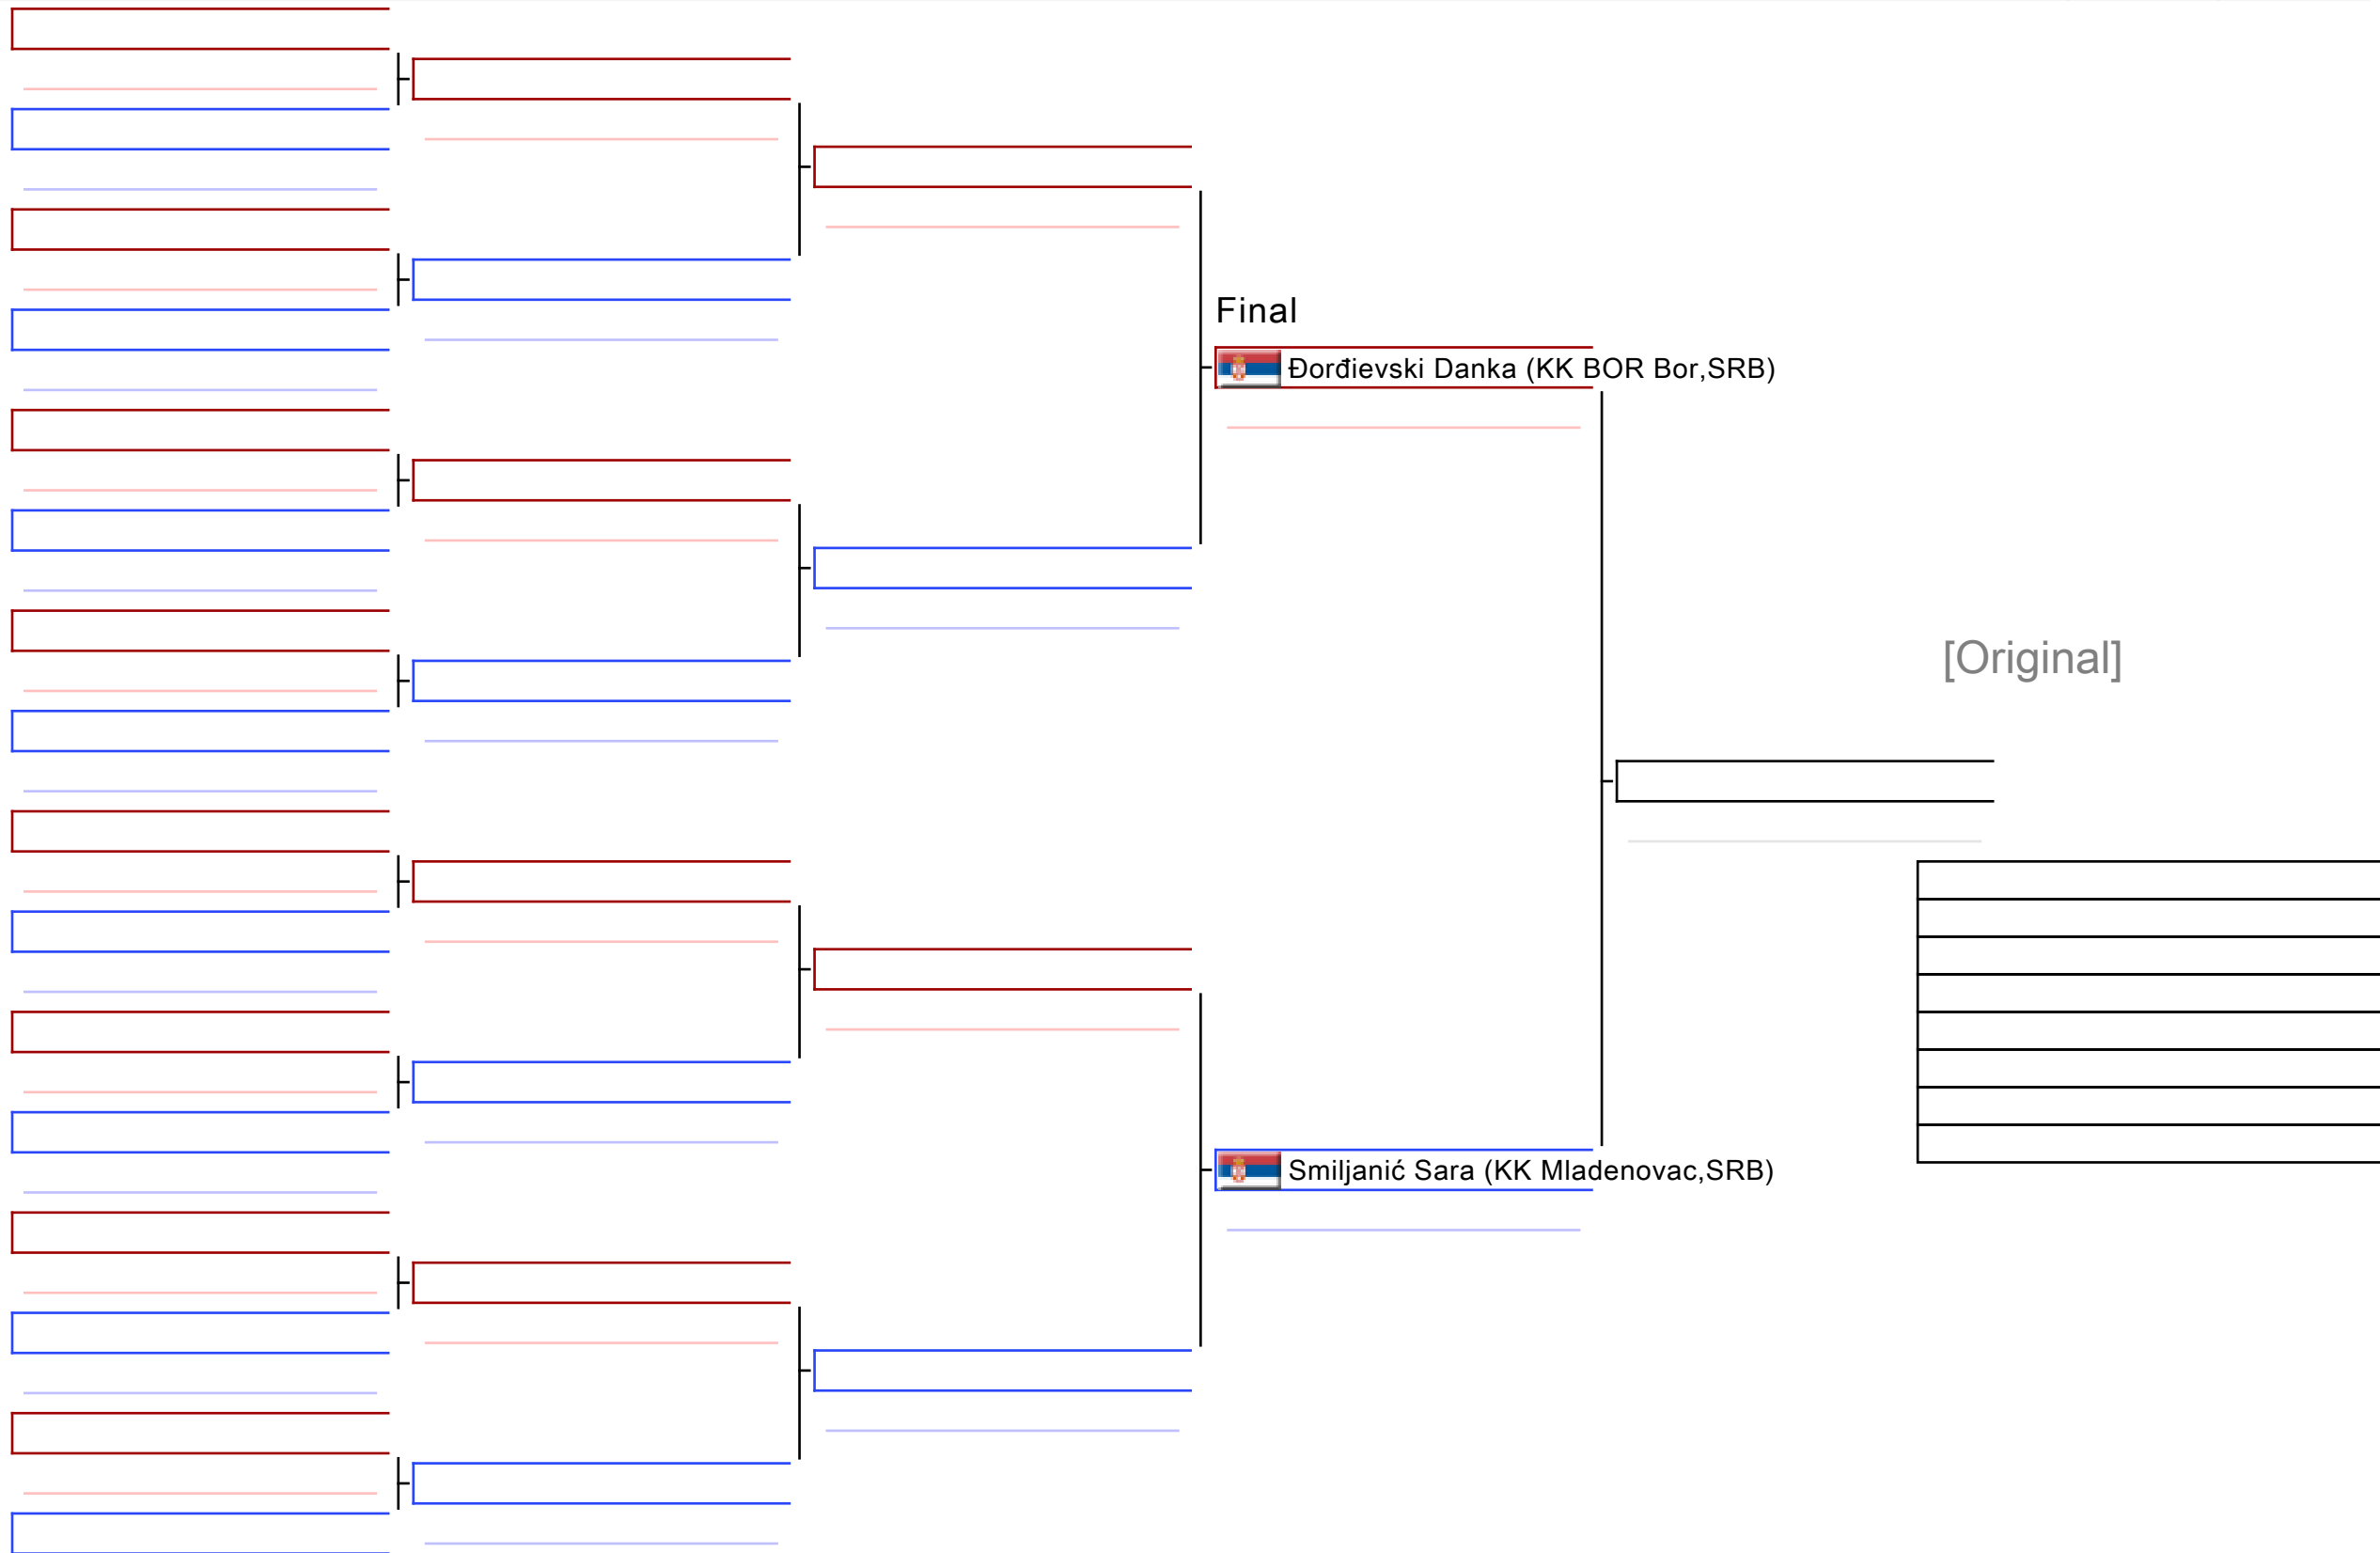 Final
Đorđievski Danka (KK BOR Bor,SRB)
[Original]
Smiljanić Sara (KK Mladenovac,SRB)